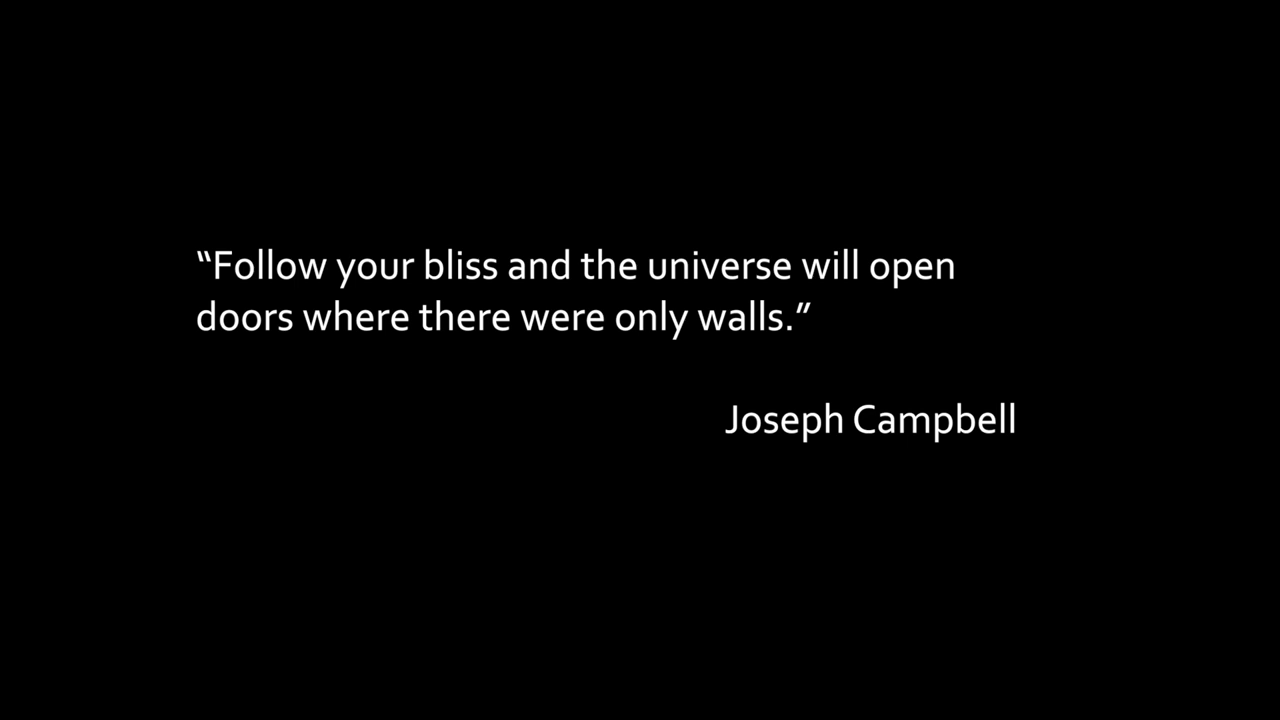 “Follow your bliss and the universe will open
doors where there were only walls.”
Joseph Campbell